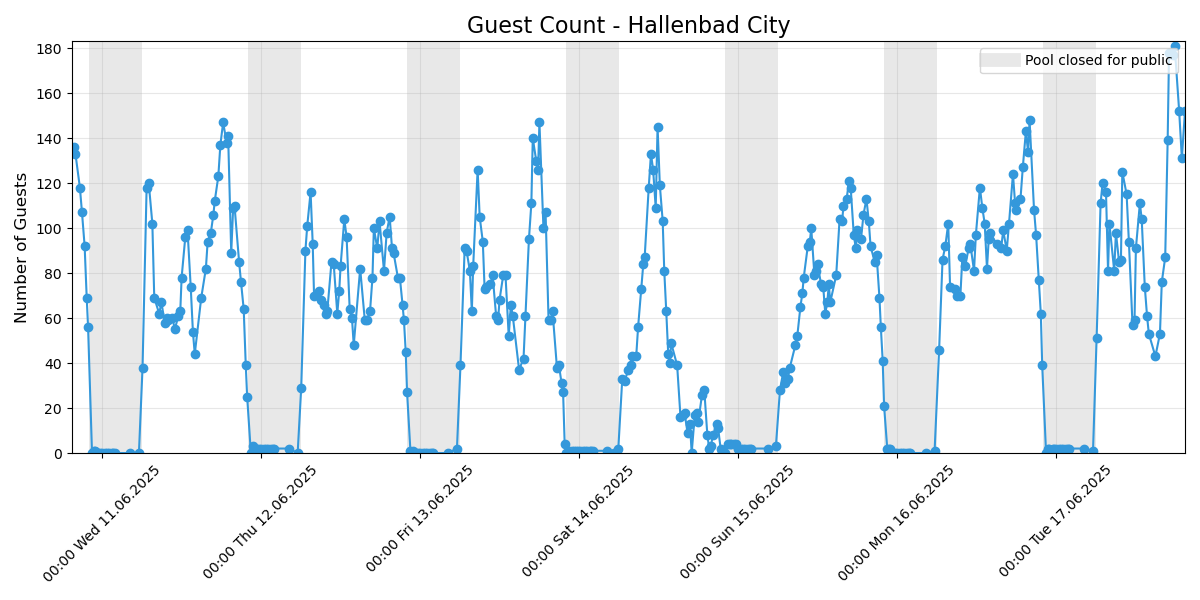 Guest Count - Hallenbad City
Pool closed for public
Number of Guests
180
160
140
120
100
80
60
40
20
0
00:00 Wed 11.06.2025
00:00 Thu 12.06.2025
00:00 Fri 13.06.2025
00:00 Sat 14.06.2025
00:00 Sun 15.06.2025
00:00 Mon 16.06.2025
00:00 Tue 17.06.2025